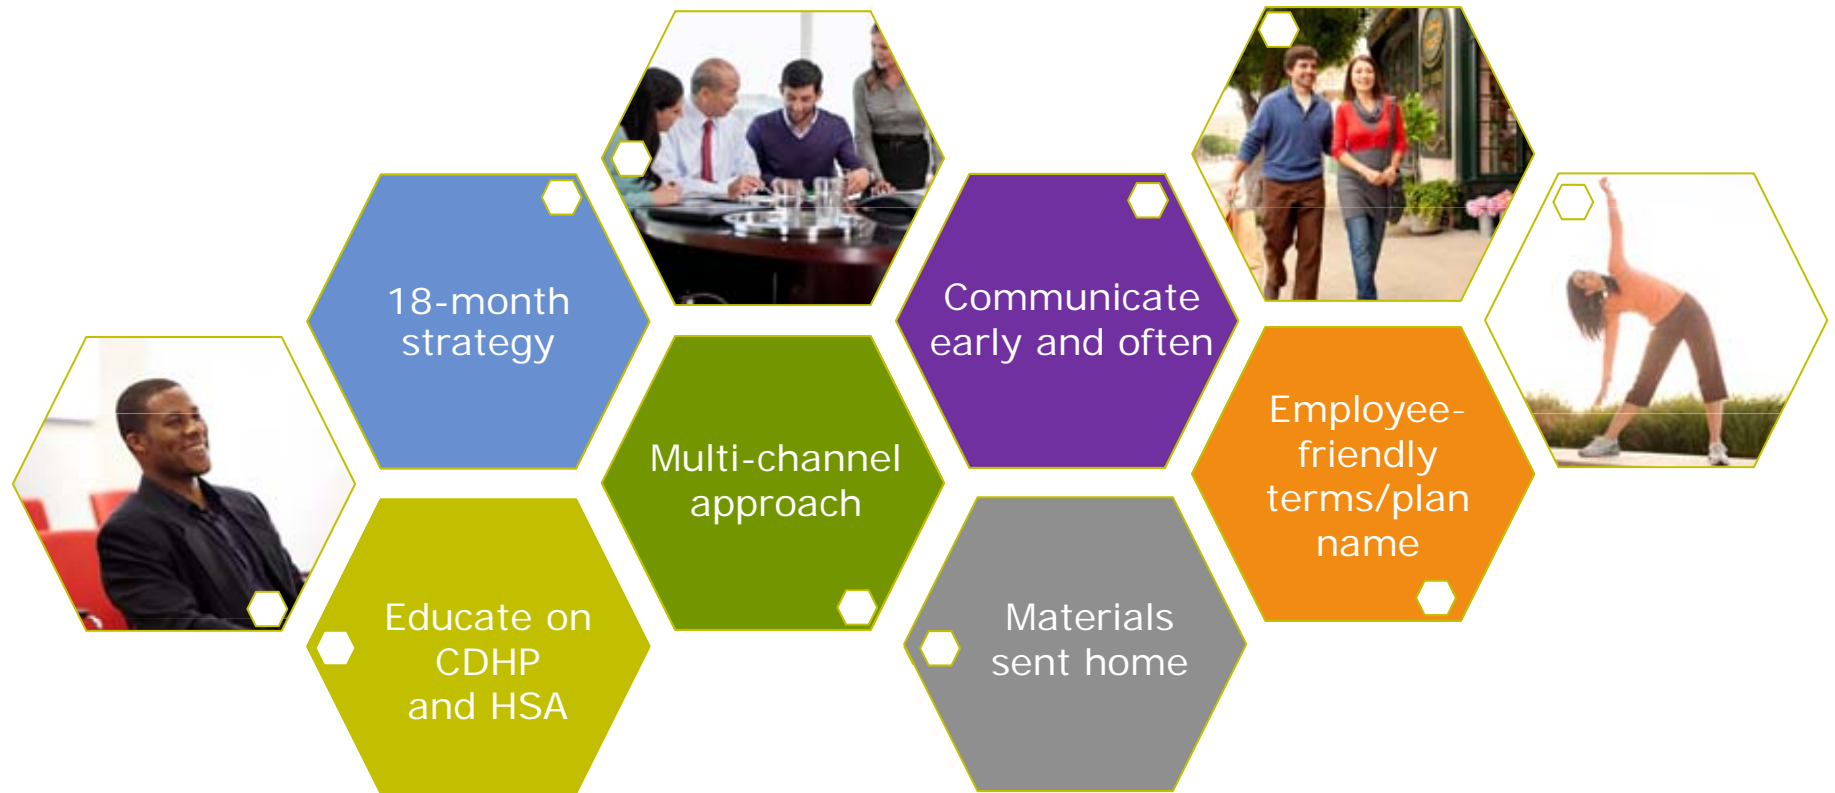 18-month
strategy
Educate on
CDHP
and HSA
Multi-channel
approach
Communicate
early and often
Materials
sent home
Employee-
friendly
terms/plan
name